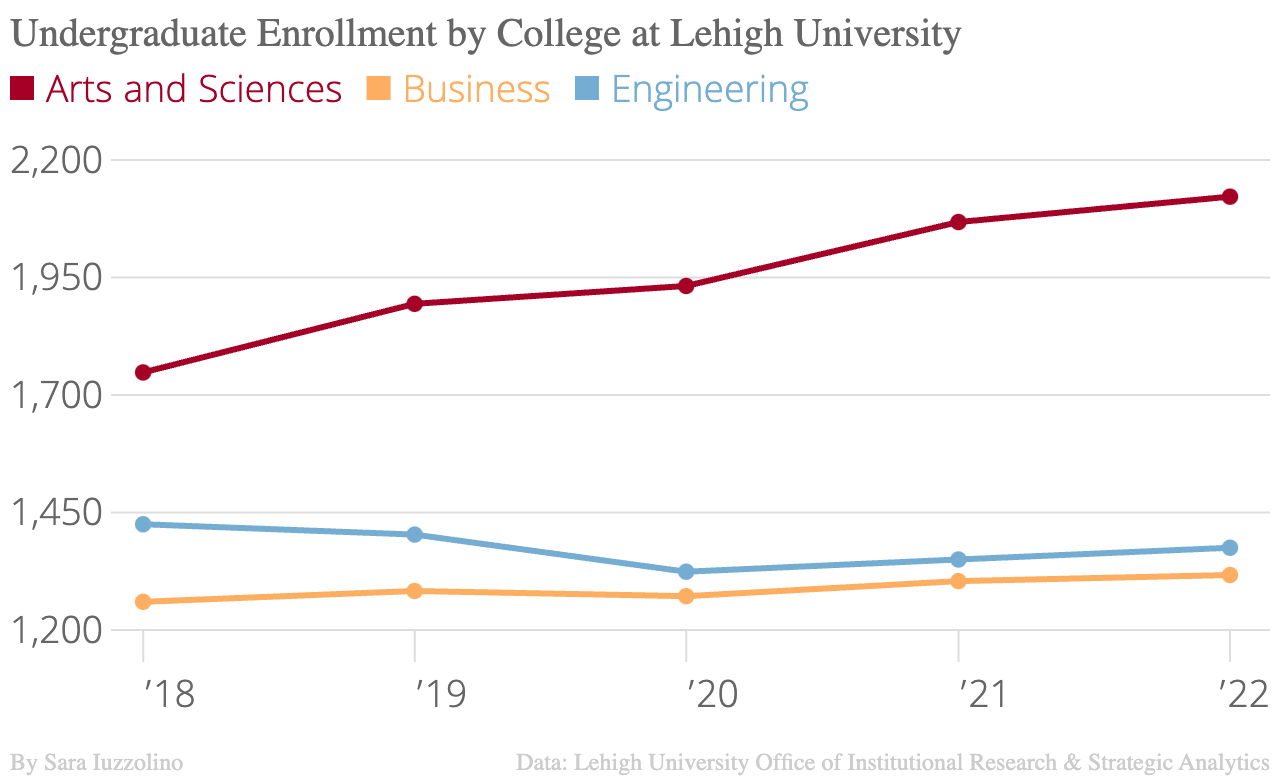 Undergraduate Enrollment by College at Lehigh University
Arts and Sciences Business Engineering
2,200
1,950
1,700
1,450
1,200
’18 ’19 ’20 ’21 ’22
By Sara Iuzzolino Data: Lehigh University Office of Institutional Research & Strategic Analytics